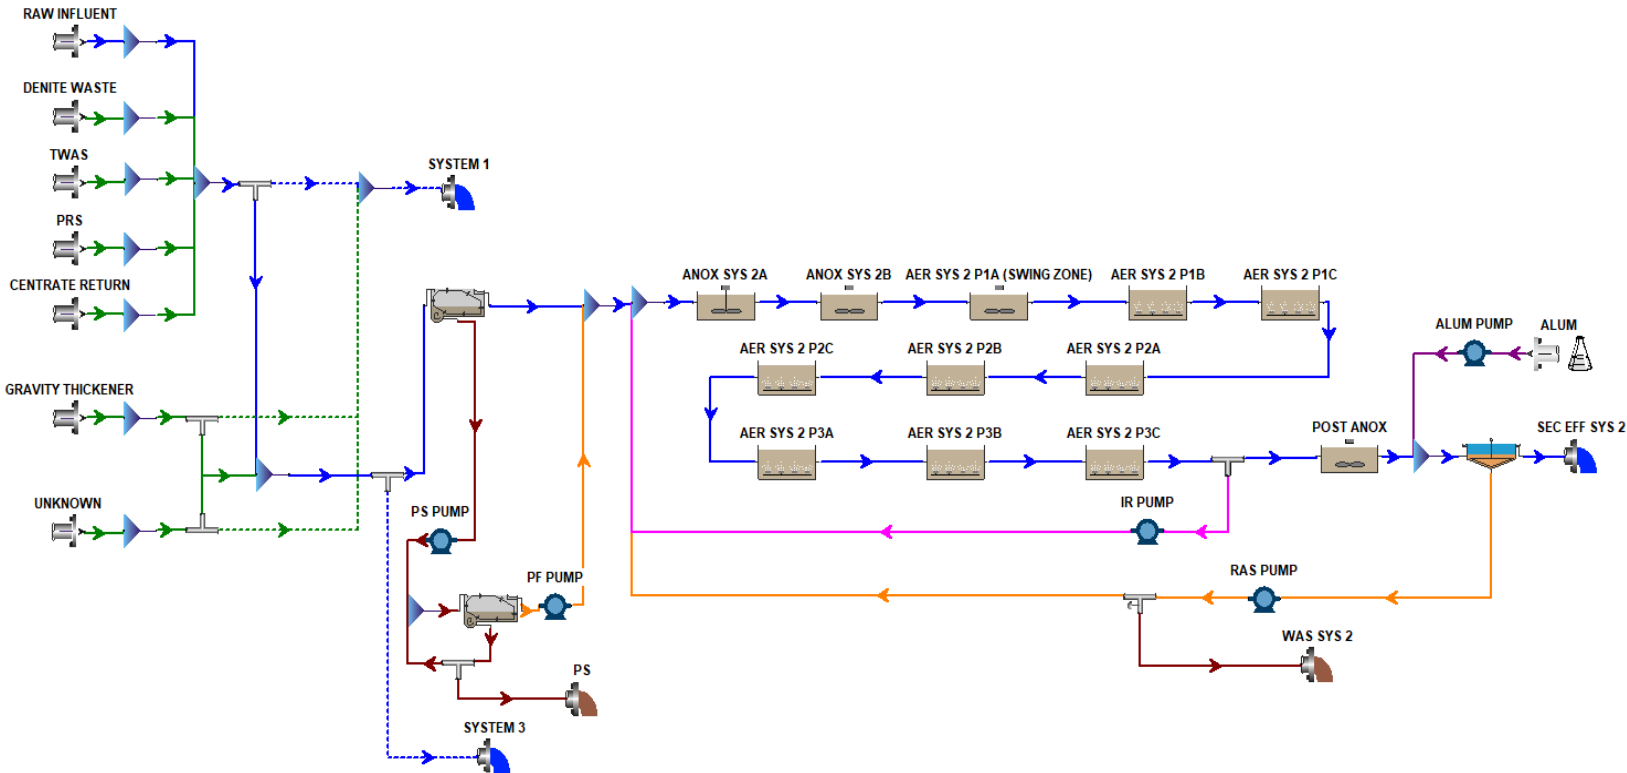 RAW INFLUENT
DENITE WASTE
TWAS
SYSTEM 1
PRS
CENTRATE RETURN
ANOX SYS 2A
ANOX SYS 2B
AER SYS 2 P1A (SWING ZONE)
AER SYS 2 P1B
AER SYS 2 P1C
ALUM PUMP
ALUM
AER SYS 2 P2C
AER SYS 2 P2B
AER SYS 2 P2A
GRAVITY THICKENER
AER SYS 2 P3A
AER SYS 2 P3B
AER SYS 2 P3C
POST ANOX
SEC EFF SYS 2
UNKNOWN
PS PUMP
IR PUMP
PF PUMP
RAS PUMP
WAS SYS 2
PS
SYSTEM 3